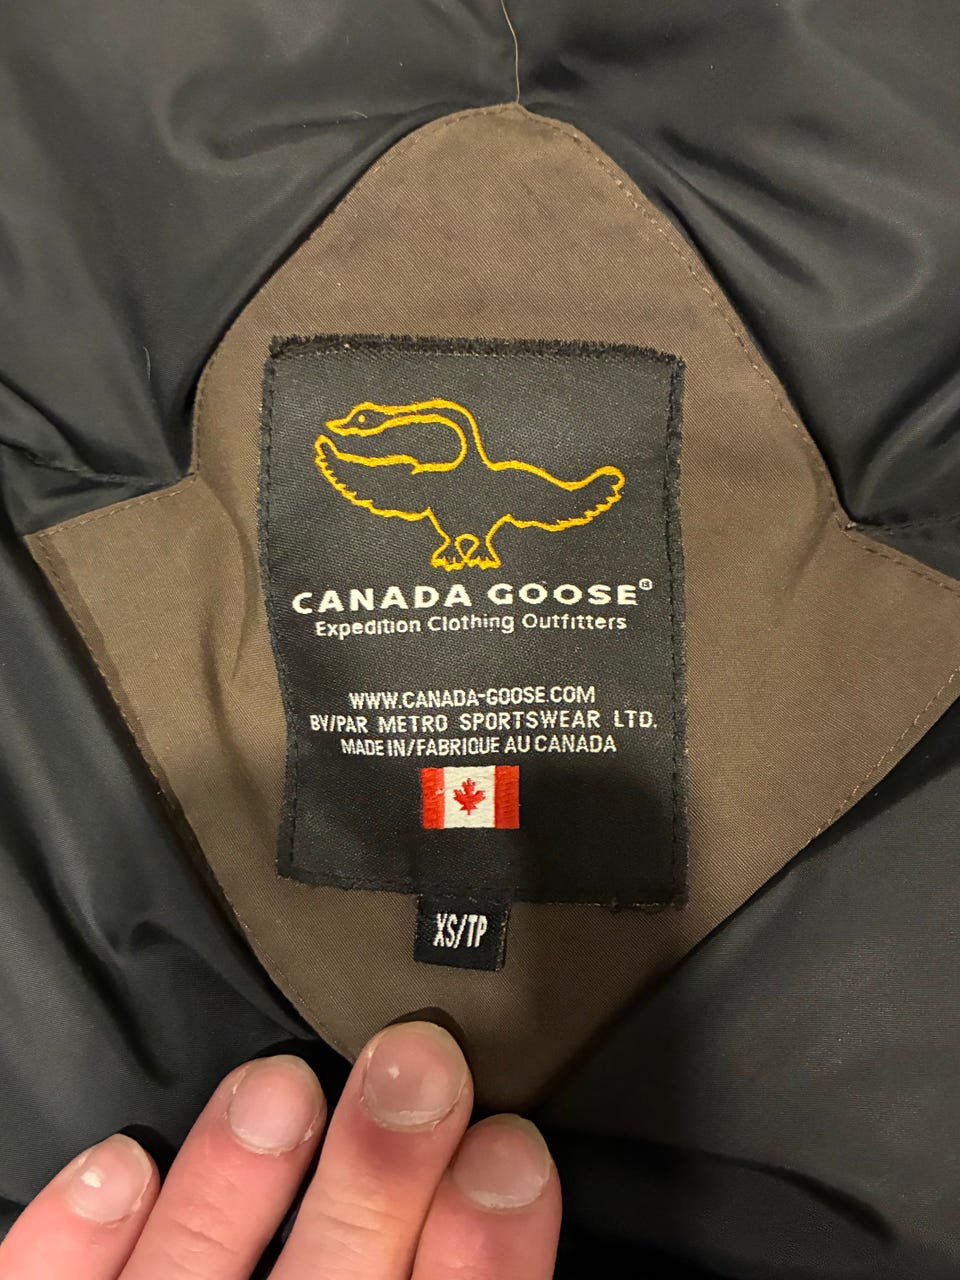 CANADA GOOSE®
Expedition Clothing Outfitters
WWW.CANADA-GOOSE.COM
BY/PAR METRO SPORTSWEAR LTD.
MADE IN/FABRIQUE AU CANADA
XS/TP